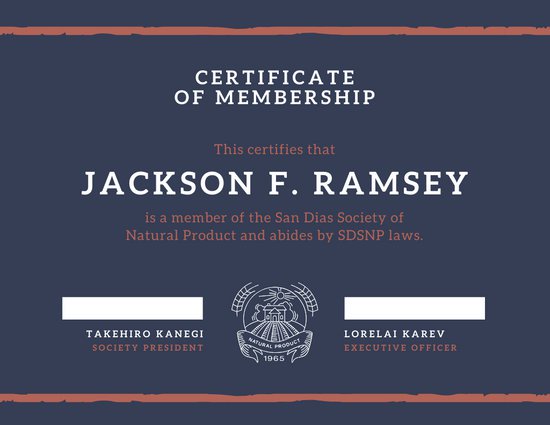 CERTIFICATE
OF MEMBERSHIP
This certifies that
JACKSON F. RAMSEY
is a member of the San Dias Society of
Natural Product and abides by SDSNP laws.
TAKEHIRO KANEGI
SOCIETY PRESIDENT
NATURAL PRODUCT
1965
LORELAI KAREV
EXECUTIVE OFFICER